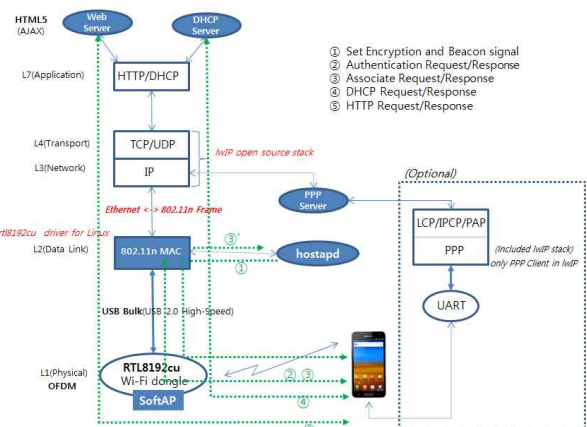 HTML5
(AJAX)
Web
Server
DHCP
Server
① Set Encryption and Beacon signal
② Authentication Request/Response
③ Associate Request/Response
④ DHCP Request/Response
⑤ HTTP Request/Response
L7(Application)
HTTP/DHCP
L4(Transport)
TCP/UDP
L3(Network)
IP
lwIP open source stack
(Optional)
PPP
Server
Ethernet <-> 802.11n Frame
LCP/IPCP/PAP
PPP
(Included lwIP stack)
only PPP Client in lwIP
rtl8192cu driver for Linux
L2(Data Link)
802.11n MAC
③'
①
hostapd
UART
USB Bulk(USB 2.0 High-Speed)
L1(Physical)
OFDM
RTL8192cu
Wi-Fi dongle
SoftAP
② ③
④